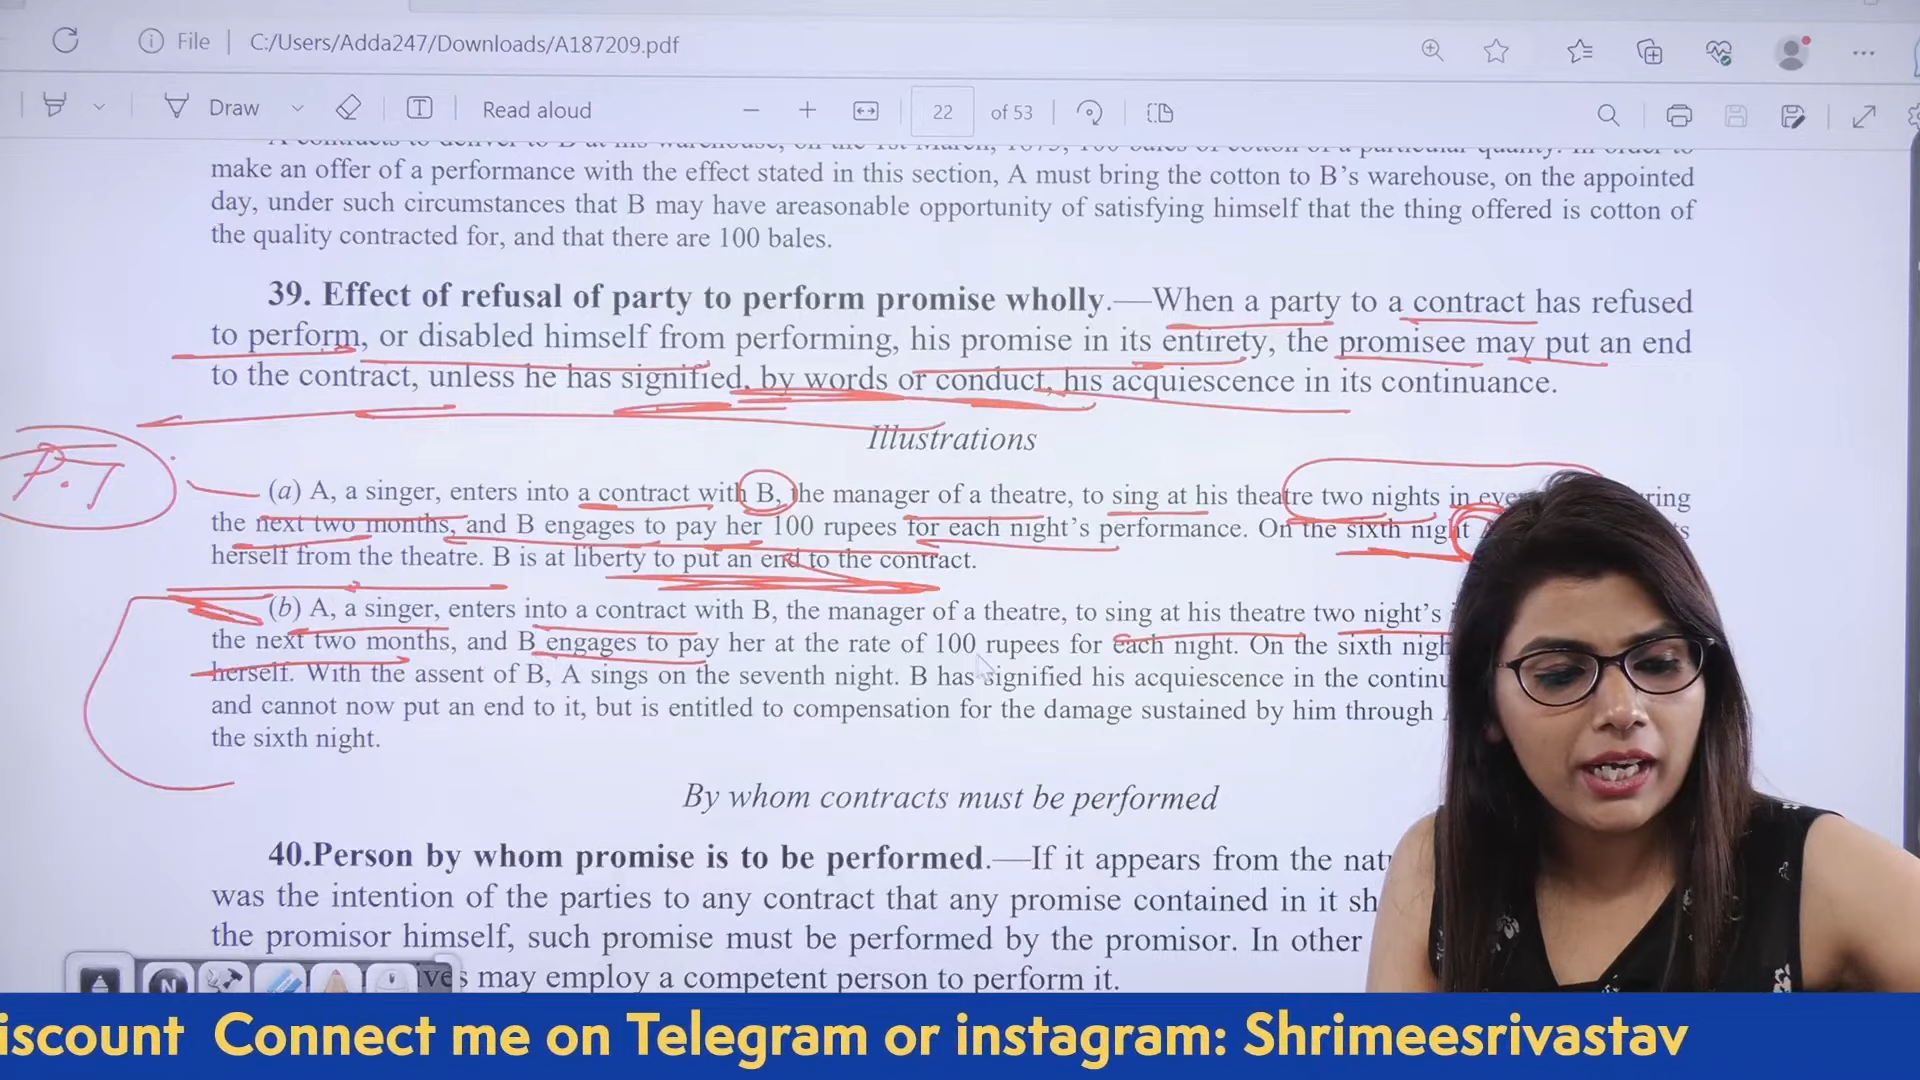 File
C:/Users/Adda247/Downloads/A187209.pdf
Draw
Read aloud
22
of 53
make an offer of a performance with the effect stated in this section, A must bring the cotton to B's warehouse, on the appointed
day, under such circumstances that B may have areasonable opportunity of satisfying himself that the thing offered is cotton of
the quality contracted for, and that there are 100 bales.
39. Effect of refusal of party to perform promise wholly.—When a party to a contract has refused
to perform, or disabled himself from performing, his promise in its entirety, the promisee may put an end
to the contract, unless he has signified, by words or conduct, his acquiescence in its continuance.
Illustrations
P.T
(a) A, a singer, enters into a contract with B, the manager of a theatre, to sing at his theatre two nights in
the next two months, and B engages to pay her 100 rupees for each night's performance. On the sixth night
herself from the theatre. B is at liberty to put an end to the contract.
(b) A, a singer, enters into a contract with B, the manager of a theatre, to sing at his theatre two night's
the next two months, and B engages to pay her at the rate of 100 rupees for each night. On the sixth
herself. With the assent of B, A sings on the seventh night. B has signified his acquiescence in the
and cannot now put an end to it, but is entitled to compensation for the damage sustained by him through
the sixth night.
By whom contracts must be performed
40.Person by whom promise is to be performed.—If it appears from the
was the intention of the parties to any contract that any promise contained in it
the promisor himself, such promise must be performed by the promisor. In other
may employ a competent person to perform it.
N
Connect me on Telegram or instagram: Shrimeesrivastav